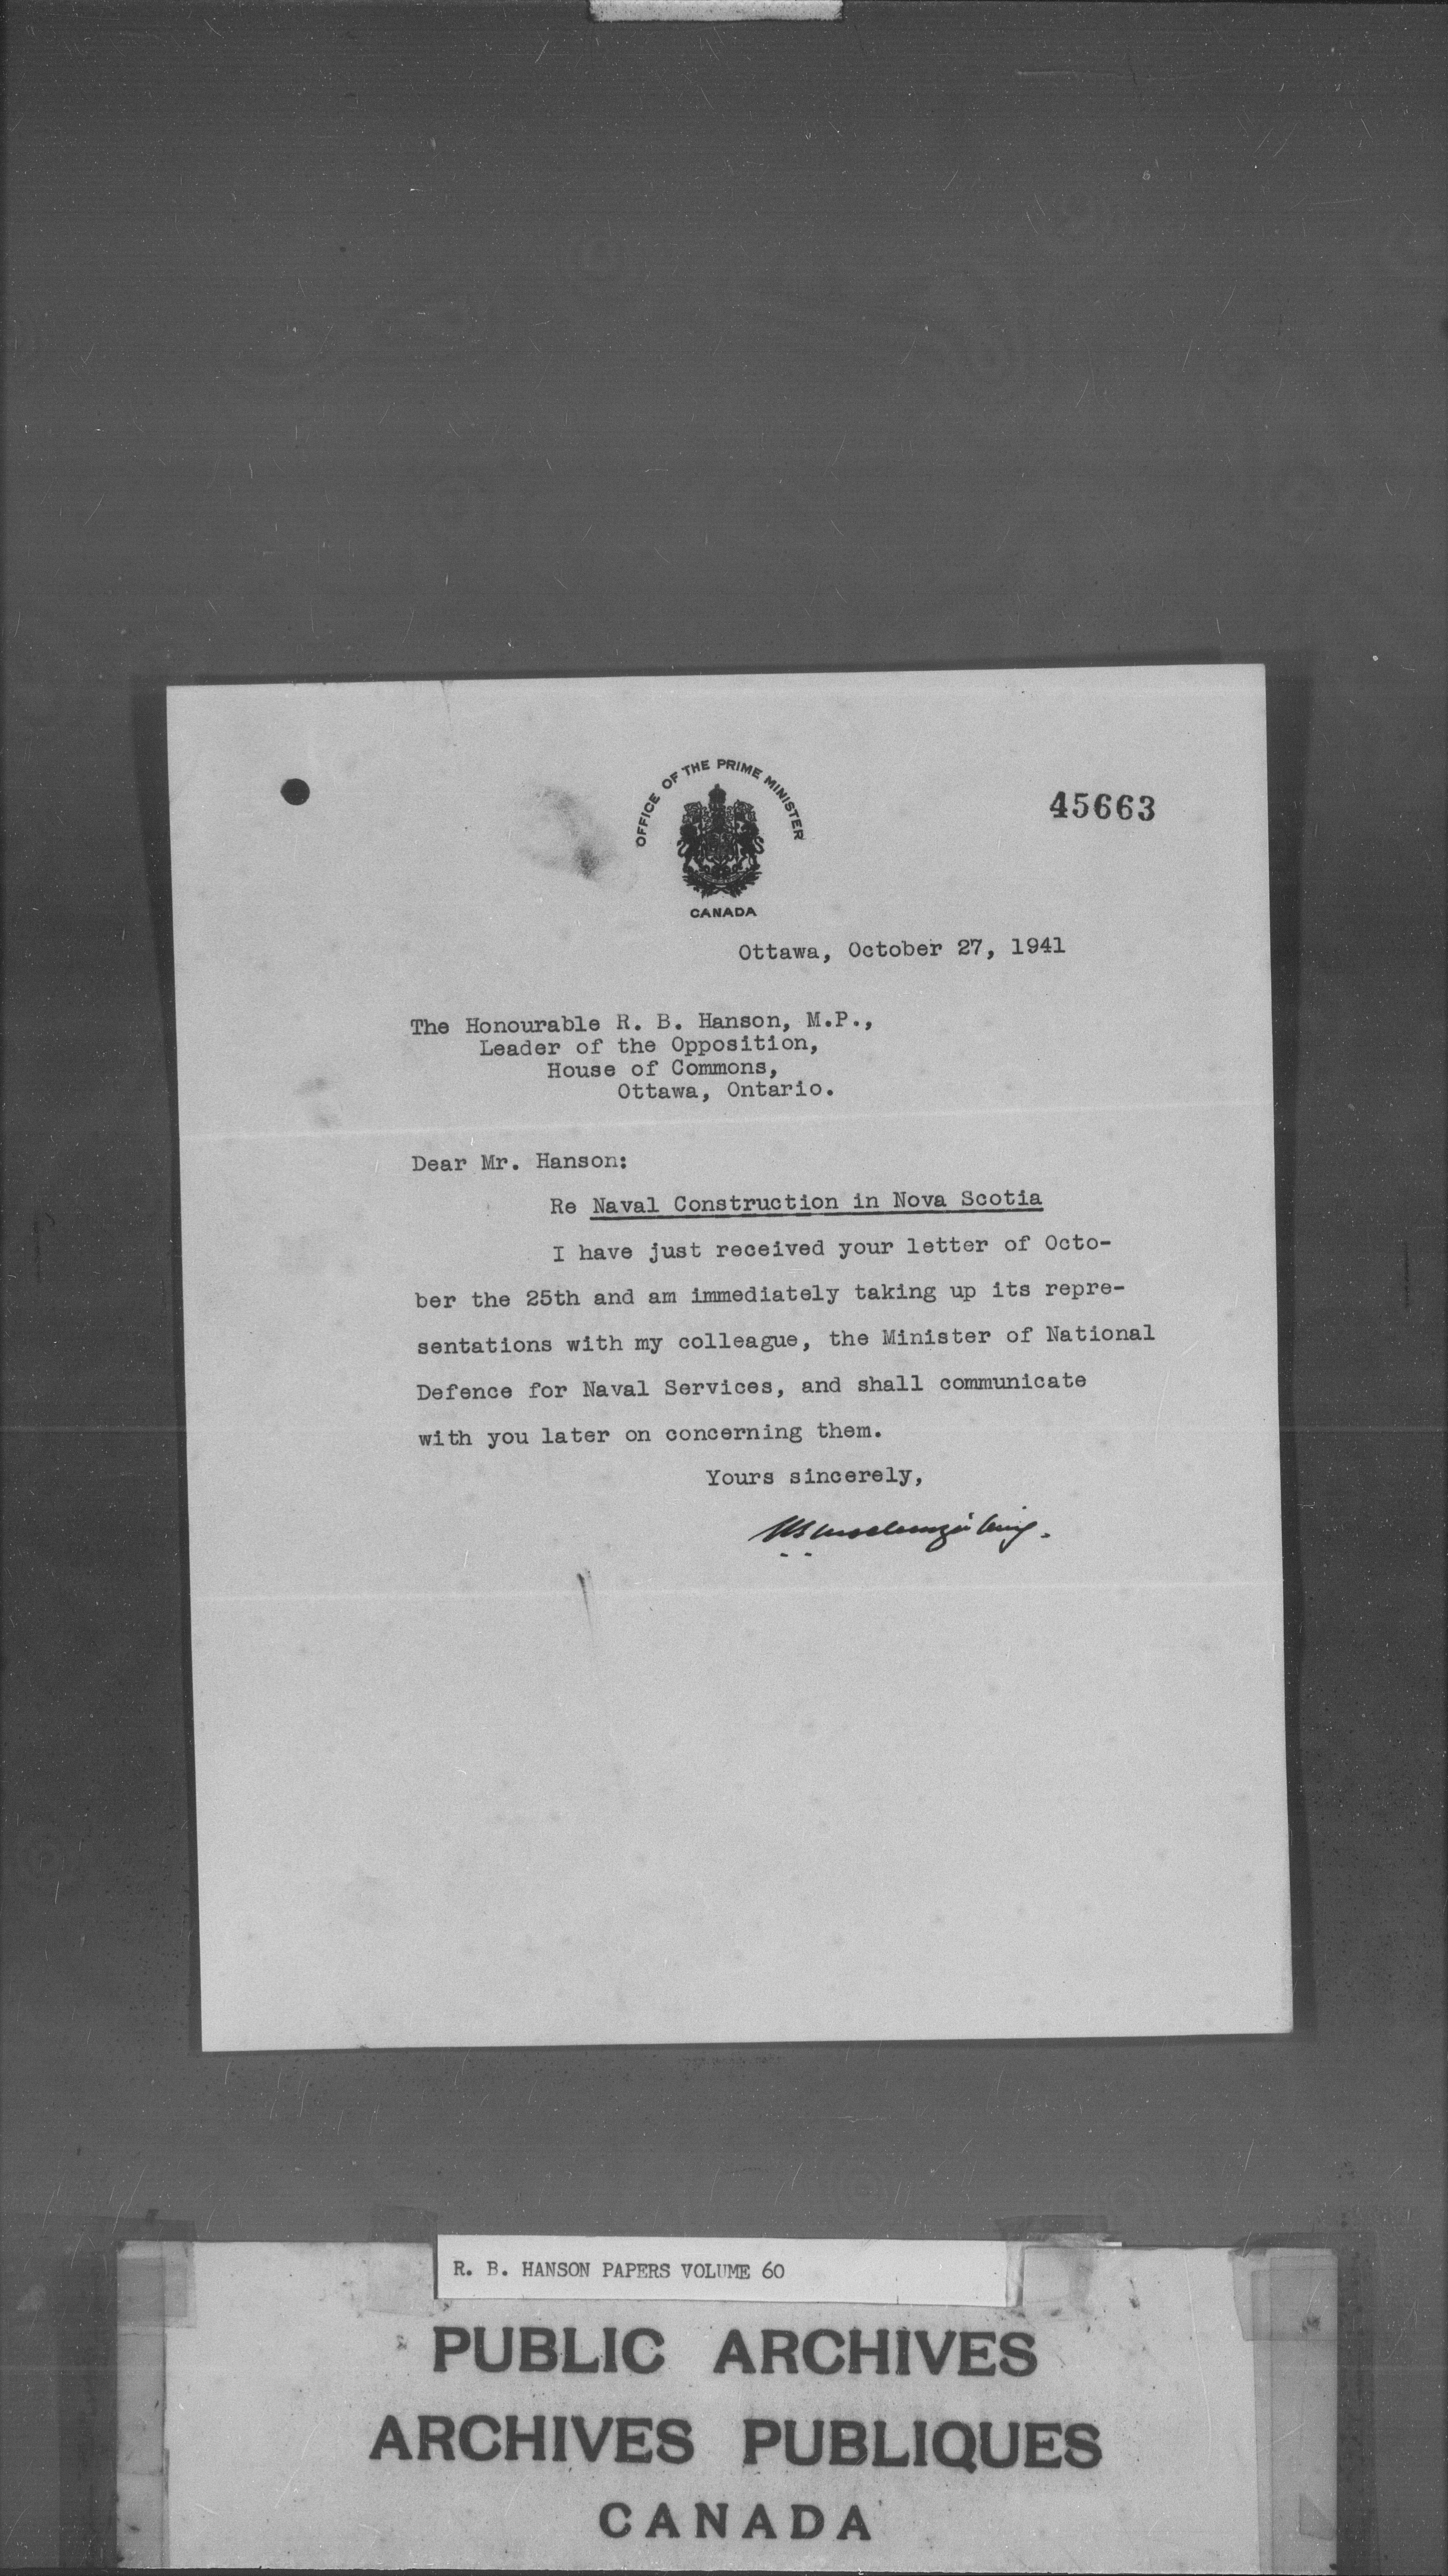 OFFICE OF THE PRIME MINISTER
CANADA
45663
Ottawa, October 27, 1941
The Honourable R. B. Hanson, M.P.,
Leader of the Opposition,
House of Commons,
Ottawa, Ontario.
Dear Mr. Hanson:
Re Naval Construction in Nova Scotia
I have just received your letter of Octo-
ber the 25th and am immediately taking up its repre-
sentations with my colleague, the Minister of National
Defence for Naval Services, and shall communicate
with you later on concerning them.
Yours sincerely,
W L Mackenzie King.
R. B. HANSON PAPERS VOLUME 60
PUBLIC ARCHIVES
ARCHIVES PUBLIQUES
CANADA